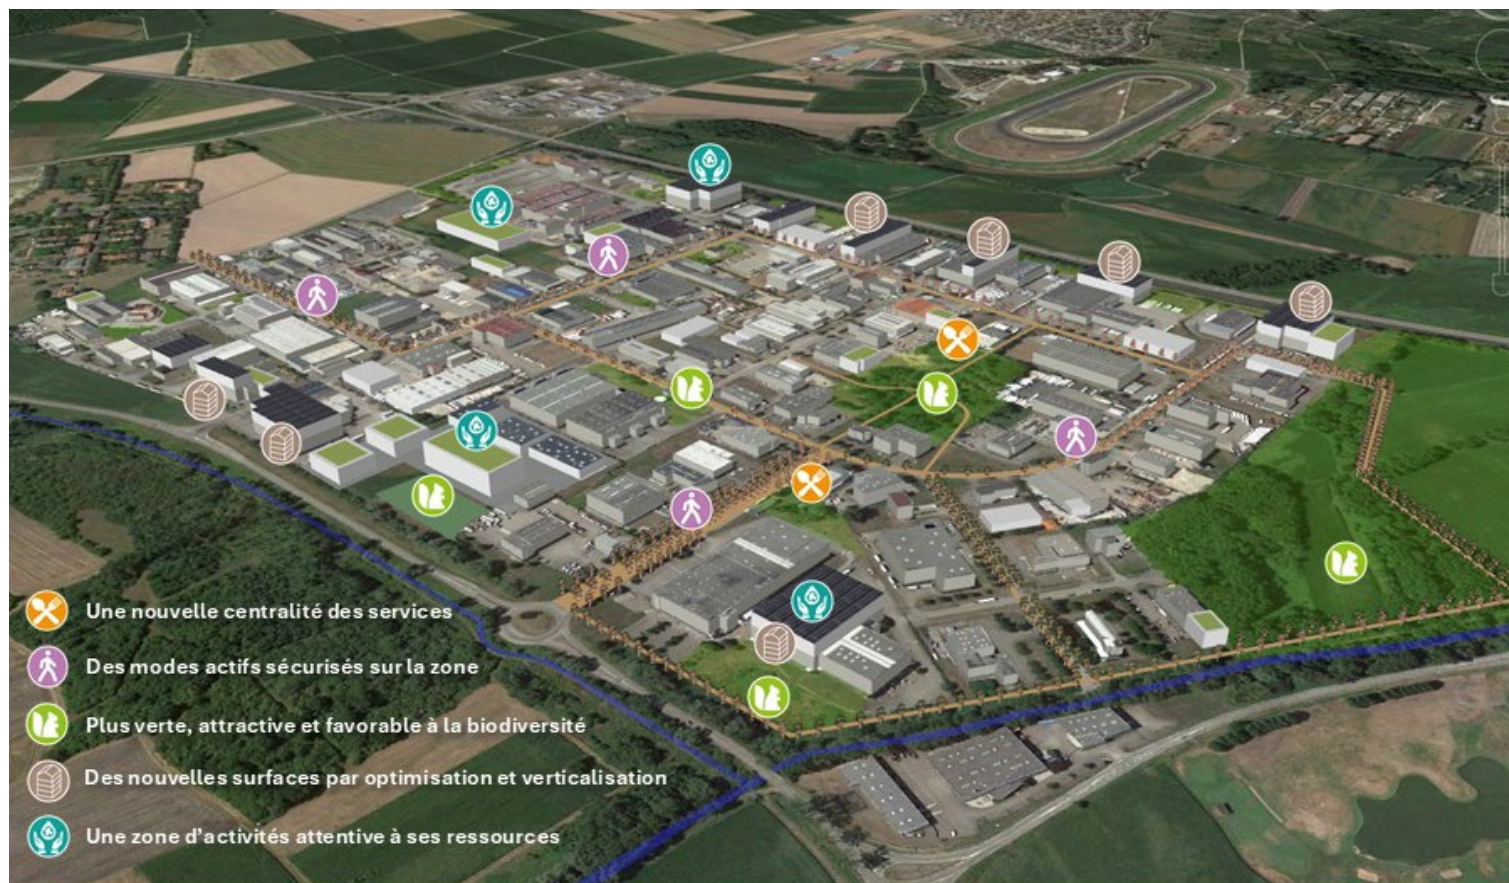 Une nouvelle centralité des services
Des modes actifs sécurisés sur la zone
Plus verte, attractive et favorable à la biodiversité
Des nouvelles surfaces par optimisation et verticalisation
Une zone d'activités attentive à ses ressources